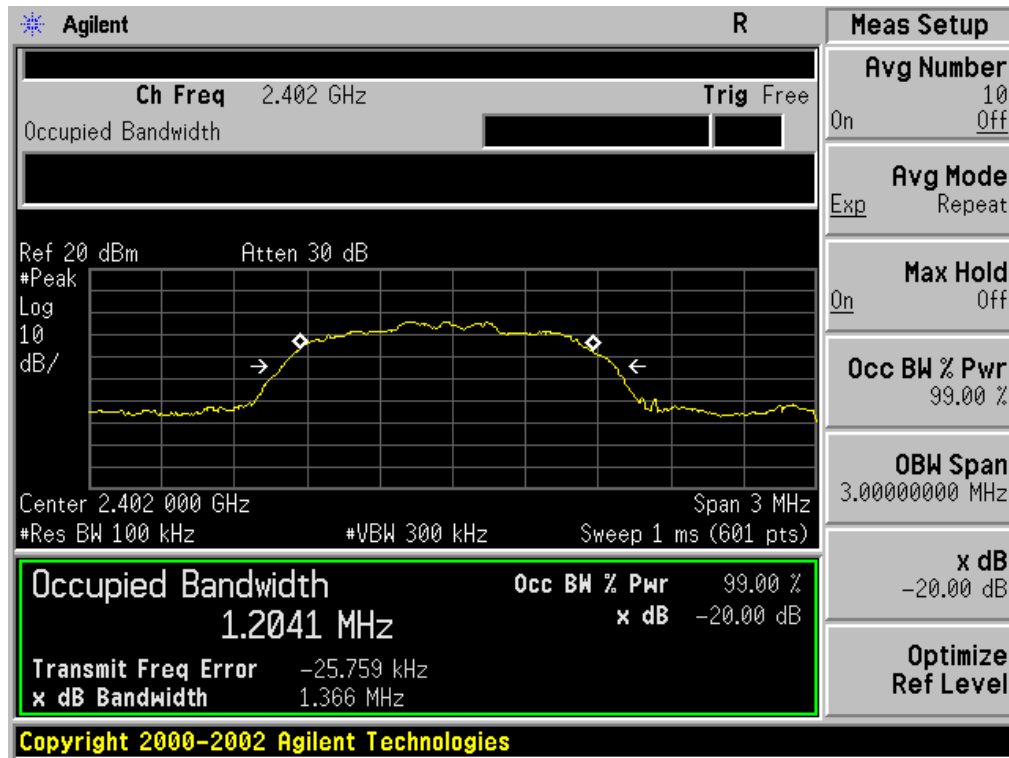 Agilent R
Ch Freq 2.402 GHz Trig Free
Occupied Bandwidth
Ref 20 dBm Atten 30 dB
#Peak
Log
10
dB/
Center 2.402 000 GHz Span 3 MHz
#Res BW 100 kHz #VBW 300 kHz Sweep 1 ms (601 pts)
Occupied Bandwidth Occ BW % Pwr 99.00 %
1.2041 MHz x dB -20.00 dB
Transmit Freq Error -25.759 kHz
x dB Bandwidth 1.366 MHz
Copyright 2000-2002 Agilent Technologies
Meas Setup
Avg Number
10
On Off
Avg Mode
Exp Repeat
Max Hold
On Off
Occ BW % Pwr
99.00 %
OBW Span
3.00000000 MHz
x dB
-20.00 dB
Optimize
Ref Level